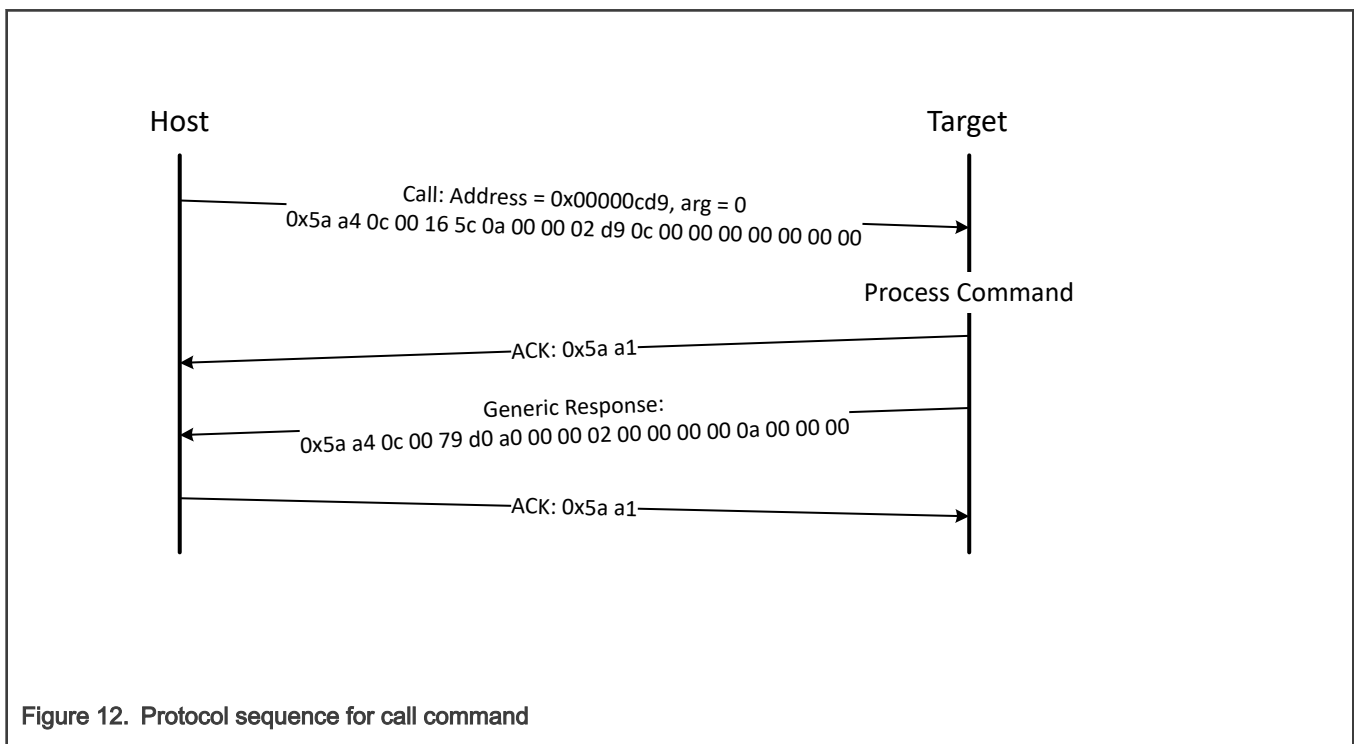 Host
Target
Call: Address = 0x00000cd9, arg = 0
0x5a a4 0c 00 16 5c 0a 00 00 02 d9 0c 00 00 00 00 00 00 00
Process Command
ACK: 0x5a a1
Generic Response:
0x5a a4 0c 00 79 d0 a0 00 00 02 00 00 00 00 0a 00 00 00
ACK: 0x5a a1
Figure 12. Protocol sequence for call command